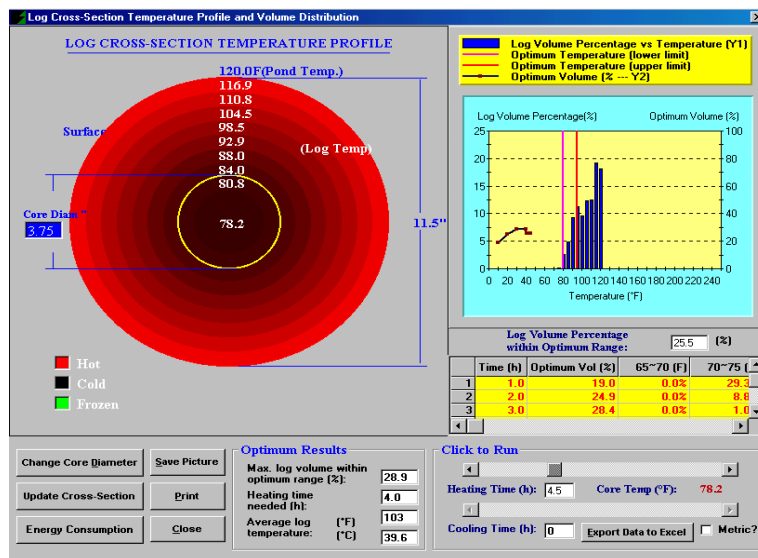 Log Cross-Section Temperature Profile and Volume Distribution
LOG CROSS-SECTION TEMPERATURE PROFILE
120.0F(Pond Temp.)
116.9
110.8
104.5
98.5
Surface
92.9
(Log Temp)
88.0
84.0
80.8
Core Diam "
3.75
78.2
11.5"
Hot
Cold
Frozen
Log Volume Percentage vs Temperature (Y1)
Optimum Temperature (lower limit)
Optimum Temperature (upper limit)
Optimum Volume (% --- Y2)
Log Volume Percentage(%) Optimum Volume (%)
25 100
20 80
15 60
10 40
5 20
0 0
0 20 40 60 80 100 120 140 160 180 200 220 240
Temperature (°F)
Log Volume Percentage
within Optimum Range: 25.5 (%)
Time (h) Optimum Vol (%) 65~70 (F) 70~75 (
1 1.0 19.0 0.0% 29.3
2 2.0 24.9 0.0% 8.8
3 3.0 28.4 0.0% 1.0
Change Core Diameter Save Picture
Update Cross-Section Print
Energy Consumption Close
Optimum Results
Max. log volume within
optimum range (%): 28.9
Heating time
needed (h): 4.0
Average log (°F) 103
temperature: (°C) 39.6
Click to Run
Heating Time (h): 4.5 Core Temp (°F): 78.2
Cooling Time (h): 0 Export Data to Excel Metric?